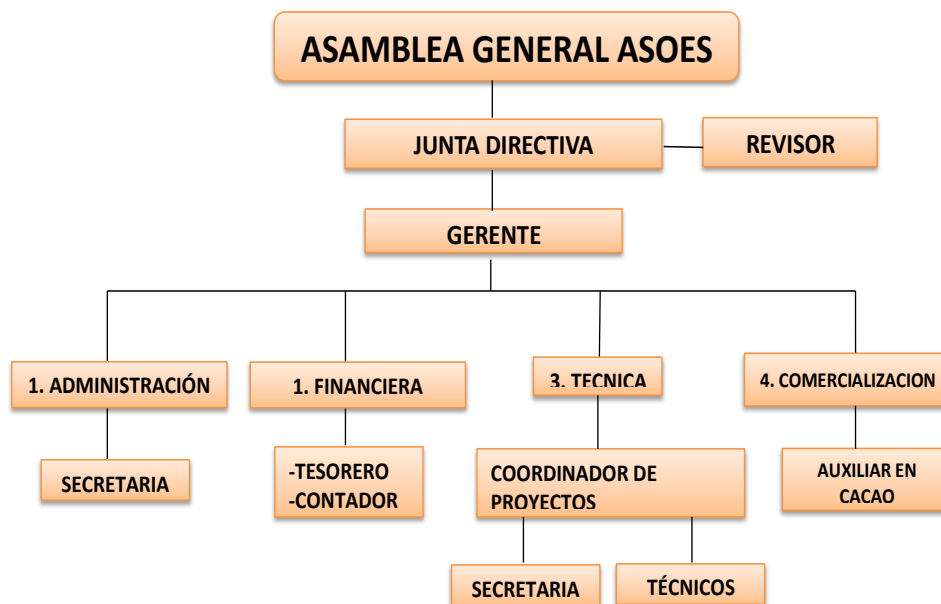 ASAMBLEA GENERAL ASOES
JUNTA DIRECTIVA
REVISOR
GERENTE
1. ADMINISTRACIÓN
1. FINANCIERA
3. TECNICA
4. COMERCIALIZACION
SECRETARIA
-TESORERO
-CONTADOR
COORDINADOR DE
PROYECTOS
AUXILIAR EN
CACAO
SECRETARIA
TÉCNICOS